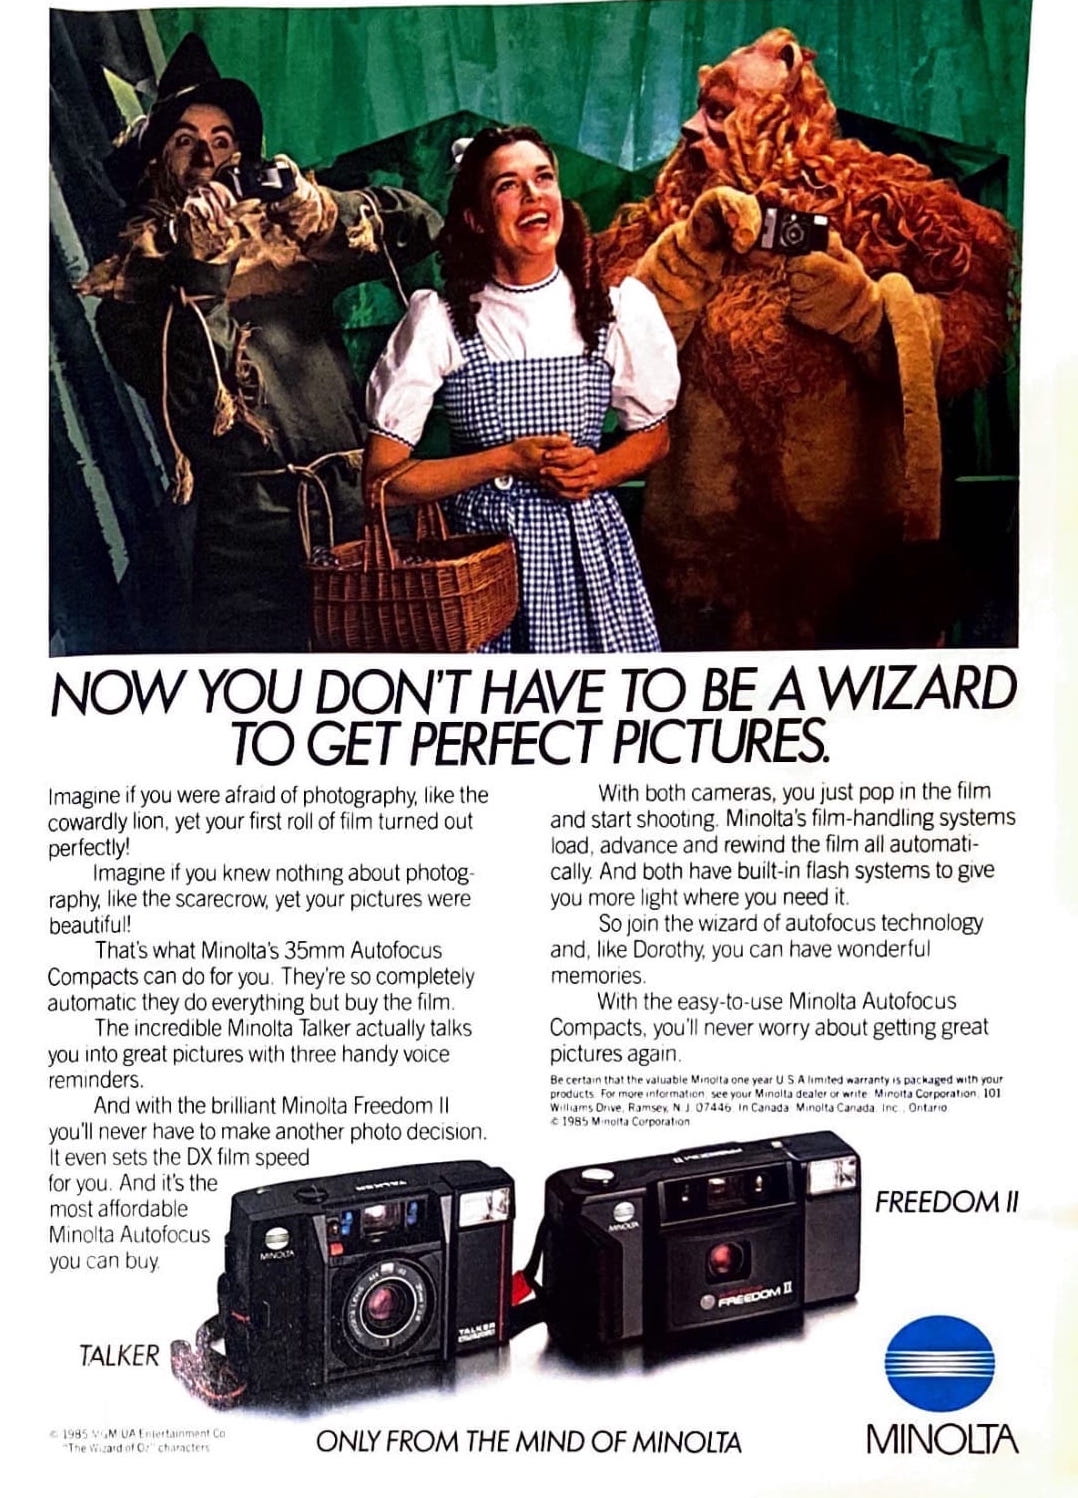 NOW YOU DON'T HAVE TO BE A WIZARD
TO GET PERFECT PICTURES.
Imagine if you were afraid of photography, like the
cowardly lion, yet your first roll of film turned out
perfectly!
Imagine if you knew nothing about photog-
raphy, like the scarecrow, yet your pictures were
beautiful!
That's what Minolta's 35mm Autofocus
Compacts can do for you. They're so completely
automatic they do everything but buy the film.
The incredible Minolta Talker actually talks
you into great pictures with three handy voice
reminders.
And with the brilliant Minolta Freedom II
you'll never have to make another photo decision.
It even sets the DX film speed
for you. And it's the
most affordable
Minolta Autofocus
you can buy.
With both cameras, you just pop in the film
and start shooting. Minolta's film-handling systems
load, advance and rewind the film all automati-
cally. And both have built-in flash systems to give
you more light where you need it.
So join the wizard of autofocus technology
and, like Dorothy, you can have wonderful
memories.
With the easy-to-use Minolta Autofocus
Compacts, you'll never worry about getting great
pictures again.
Be certain that the valuable Minolta one year U.S.A. limited warranty is packaged with your
products. For more information, see your Minolta dealer or write: Minolta Corporation, 101
Williams Drive, Ramsey, N.J. 07446. In Canada: Minolta Canada, Inc., Ontario.
© 1985 Minolta Corporation
TALKER
MINOLTA
TALKER
FREEDOM II
MINOLTA
FREEDOM II
FREEDOM II
TALKER
© 1985 MGM/UA Entertainment Co.
"The Wizard of Oz" characters
ONLY FROM THE MIND OF MINOLTA
MINOLTA